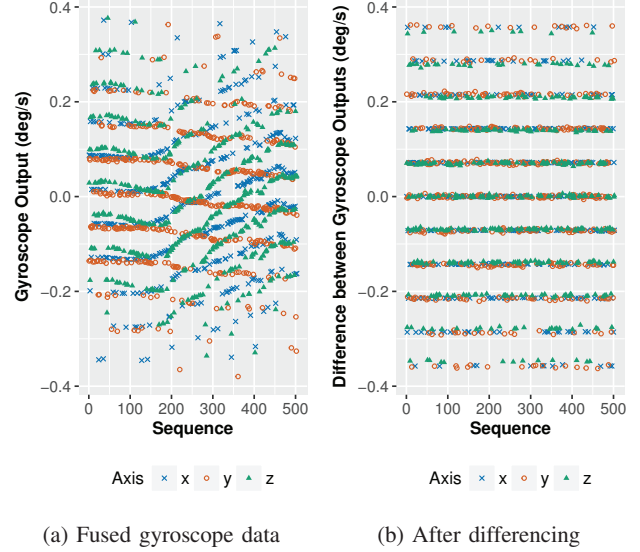 Gyroscope Output (deg/s)
0.4
0.2
0.0
−0.2
−0.4
0 100 200 300 400 500
Sequence
Axis x y z
(a) Fused gyroscope data
Difference between Gyroscope Outputs (deg/s)
0.4
0.2
0.0
−0.2
−0.4
0 100 200 300 400 500
Sequence
Axis x y z
(b) After differencing